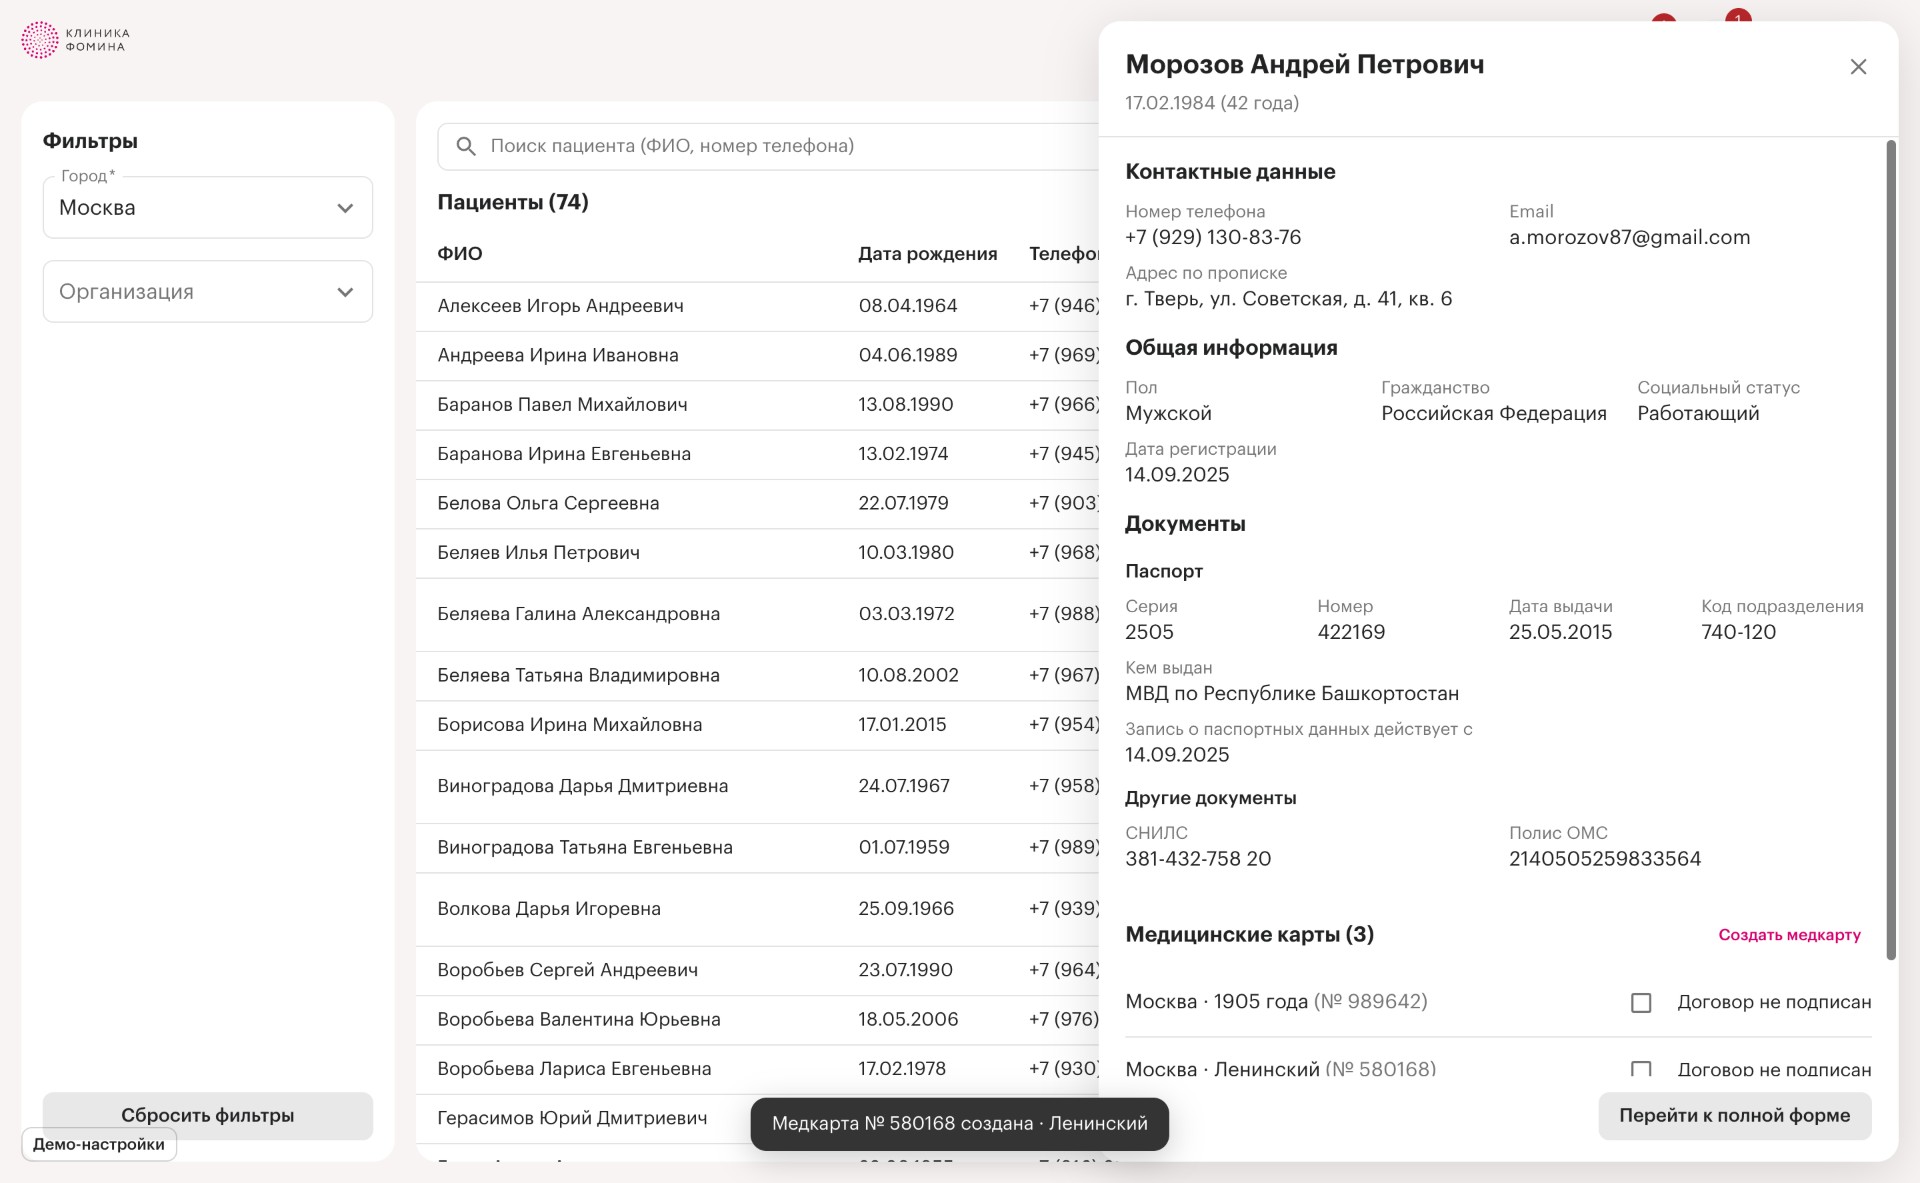 КЛИНИКА
ФОМИНА
1
Фильтры
Город*
Москва
Организация
Сбросить фильтры
Демо-настройки
Поиск пациента (ФИО, номер телефона)
Пациенты (74)
ФИО Дата рождения
Алексеев Игорь Андреевич 08.04.1964 +7 (946)
Андреева Ирина Ивановна 04.06.1989 +7 (969)
Баранов Павел Михайлович 13.08.1990 +7 (966)
Баранова Ирина Евгеньевна 13.02.1974 +7 (945)
Белова Ольга Сергеевна 22.07.1979 +7 (903)
Беляев Илья Петрович 10.03.1980 +7 (968)
Беляева Галина Александровна 03.03.1972 +7 (988)
Беляева Татьяна Владимировна 10.08.2002 +7 (967)
Борисова Ирина Михайловна 17.01.2015 +7 (954)
Виноградова Дарья Дмитриевна 24.07.1967 +7 (958)
Виноградова Татьяна Евгеньевна 01.07.1959 +7 (989)
Волкова Дарья Игоревна 25.09.1966 +7 (939)
Воробьев Сергей Андреевич 23.07.1990 +7 (964)
Воробьева Валентина Юрьевна 18.05.2006 +7 (976)
Воробьева Лариса Евгеньевна 17.02.1978 +7 (930)
Герасимов Юрий Дмитриевич
Медкарта № 580168 создана · Ленинский
Морозов Андрей Петрович
17.02.1984 (42 года)
Контактные данные
Номер телефона Email
+7 (929) 130-83-76 a.morozov87@gmail.com
Адрес по прописке
г. Тверь, ул. Советская, д. 41, кв. 6
Общая информация
Пол Гражданство Социальный статус
Мужской Российская Федерация Работающий
Дата регистрации
14.09.2025
Документы
Паспорт
Серия Номер Дата выдачи Код подразделения
2505 422169 25.05.2015 740-120
Кем выдан
МВД по Республике Башкортостан
Запись о паспортных данных действует с
14.09.2025
Другие документы
СНИЛС Полис ОМС
381-432-758 20 2140505259833564
Медицинские карты (3) Создать медкарту
Москва · 1905 года (№ 989642) Договор не подписан
Москва · Ленинский (№ 580168) Договор не подписан
Перейти к полной форме